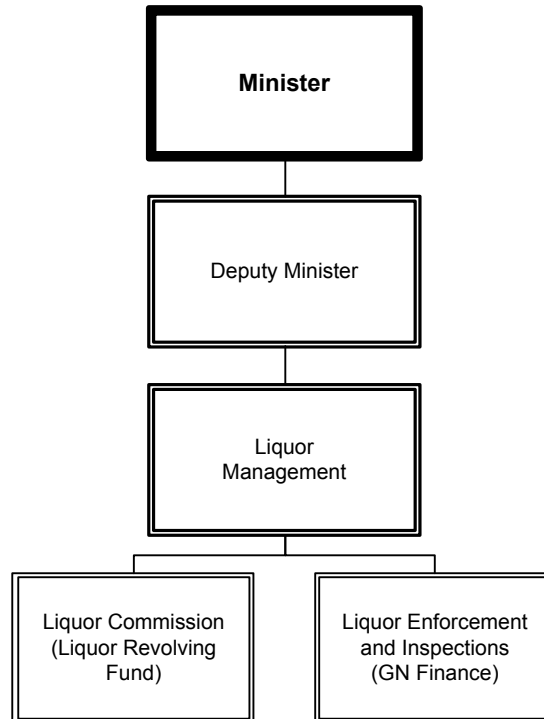 Minister
Deputy Minister
Liquor
Management
Liquor Commission
(Liquor Revolving
Fund)
Liquor Enforcement
and Inspections
(GN Finance)